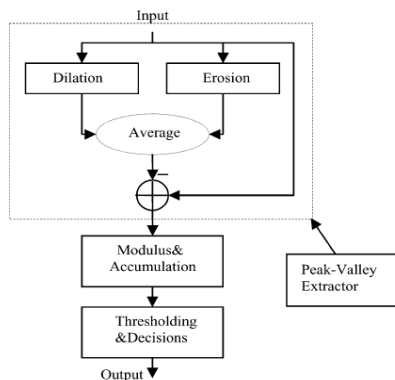 Input
Dilation
Erosion
Average
–
Modulus&
Accumulation
Peak-Valley
Extractor
Thresholding
&Decisions
Output